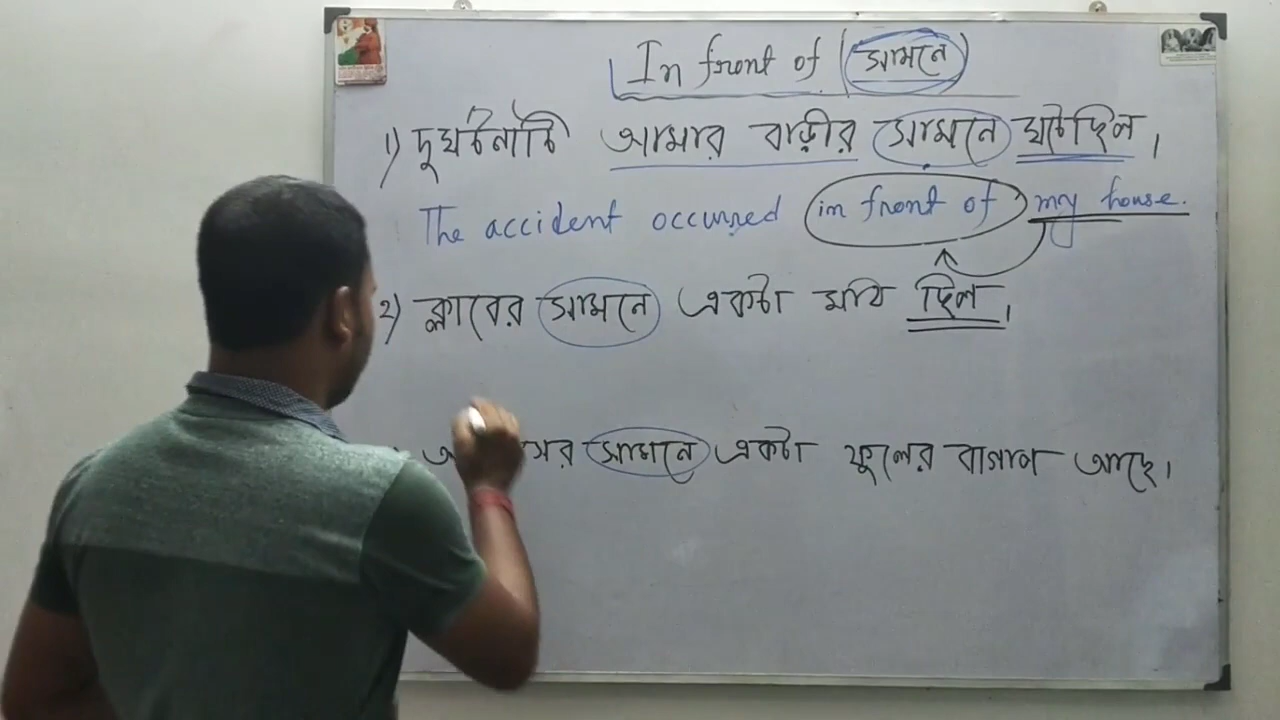 In front of (সামনে)
১) দুর্ঘটনাটি আমার বাড়ীর সামনে ঘটেছিল।
The accident occurred in front of my house.
২) ক্লাবের সামনে একটা মাঠ ছিল।
সামনে একটা ফুলের বাগান আছে।